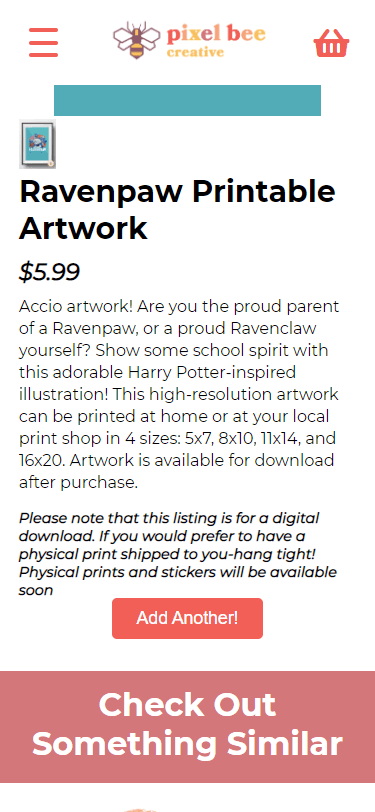 pixel bee
creative
Ravenpaw Printable
Artwork
$5.99
Accio artwork! Are you the proud parent
of a Ravenpaw, or a proud Ravenclaw
yourself? Show some school spirit with
this adorable Harry Potter-inspired
illustration! This high-resolution artwork
can be printed at home or at your local
print shop in 4 sizes: 5x7, 8x10, 11x14, and
16x20. Artwork is available for download
after purchase.
Please note that this listing is for a digital
download. If you would prefer to have a
physical print shipped to you-hang tight!
Physical prints and stickers will be available
soon
Add Another!
Check Out
Something Similar